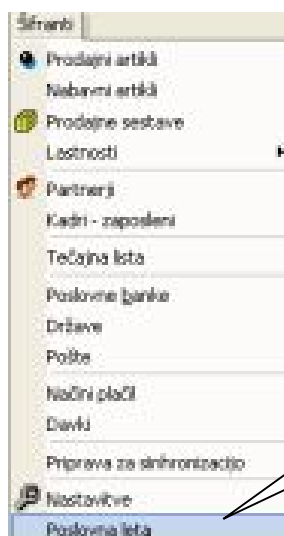 Šifranti
Prodajni artikli
Nabavni artikli
Prodajne sestave
Lastnosti
Partnerji
Kadri - zaposleni
Tečajna lista
Poslovne banke
Države
Pošte
Načini plačil
Davki
Priprava za sinhronizacijo
Nastavitve
Poslovna leta